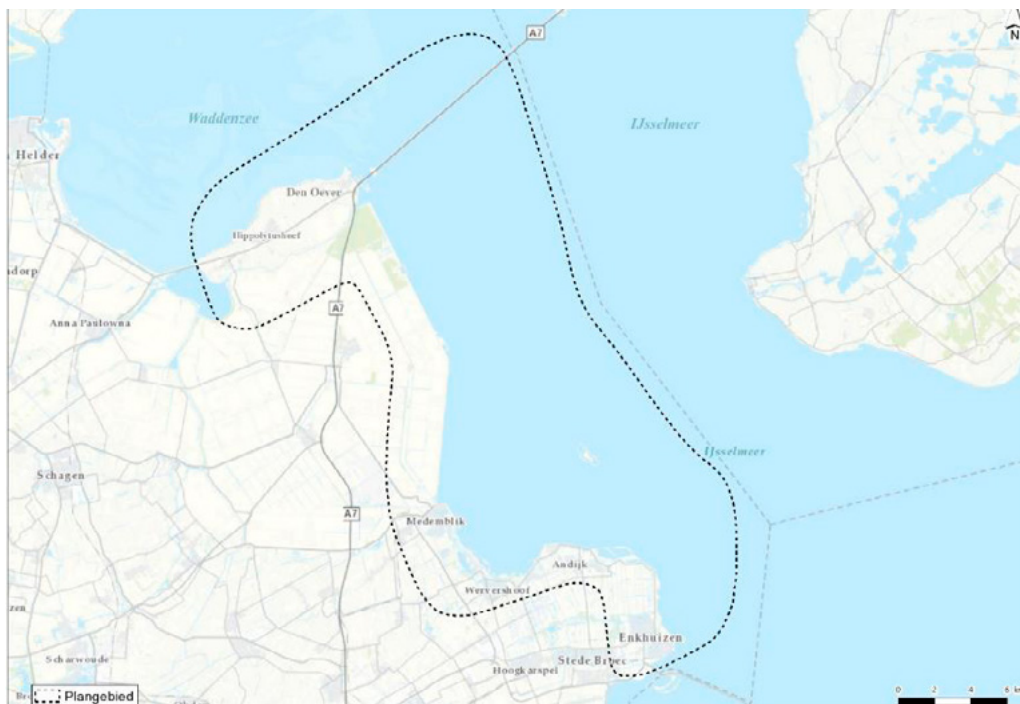 A7
N
Waddenzee
IJsselmeer
Helder
Den Oever
Hippolytushoef
A7
Anna Paulowna
IJsselmeer
Schagen
A7
Medemblik
Andijk
Wervershoof
Enkhuizen
Stede Broec
Hoogkarspel
Scharwoude
Plangebied
0 2 4 6